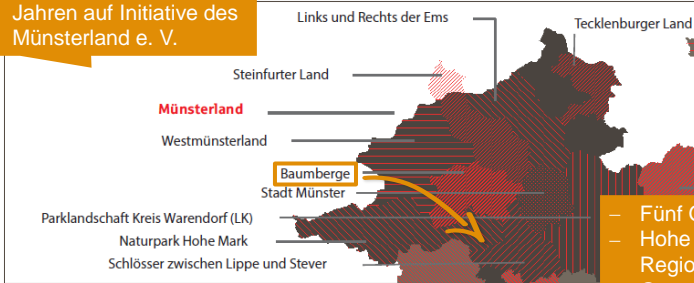 Jahren auf Initiative des
Münsterland e. V.
Links und Rechts der Ems
Tecklenburger Land
Steinfurter Land
Münsterland
Westmünsterland
Baumberge
Stadt Münster
Parklandschaft Kreis Warendorf (LK)
Naturpark Hohe Mark
Schlösser zwischen Lippe und Stever
– Fünf
– Hohe